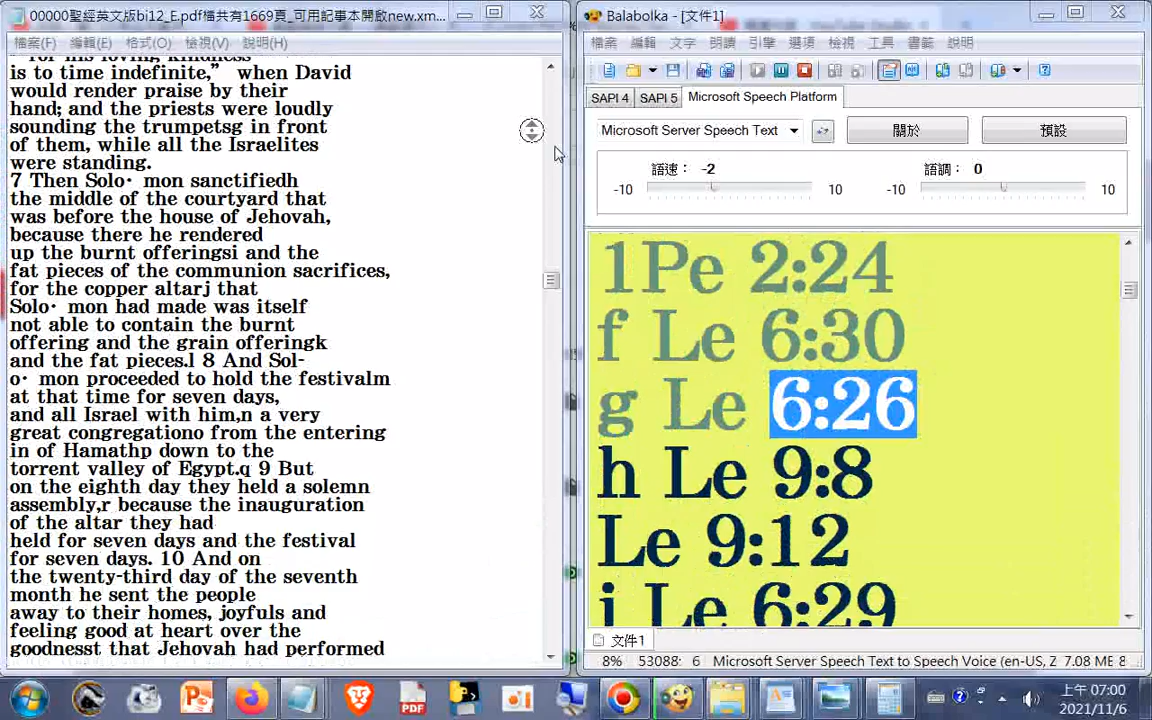 00000聖經英文版bi12_E.pdf檔共有1669頁_可用記事本開啟new.xm...
檔案(F) 編輯(E) 格式(O) 檢視(V) 說明(H)
for his loving-kindness
is to time indefinite,” when David
would render praise by their
hand; and the priests were loudly
sounding the trumpetsg in front
of them, while all the Israelites
were standing.
7 Then Solo· mon sanctifiedh
the middle of the courtyard that
was before the house of Jehovah,
because there he rendered
up the burnt offeringsi and the
fat pieces of the communion sacrifices,
for the copper altarj that
Solo· mon had made was itself
not able to contain the burnt
offering and the grain offeringk
and the fat pieces.l 8 And Sol-
o· mon proceeded to hold the festivalm
at that time for seven days,
and all Israel with him,n a very
great congregationo from the entering
in of Hamathp down to the
torrent valley of Egypt.q 9 But
on the eighth day they held a solemn
assembly,r because the inauguration
of the altar they had
held for seven days and the festival
for seven days. 10 And on
the twenty-third day of the seventh
month he sent the people
away to their homes, joyfuls and
feeling good at heart over the
goodnesst that Jehovah had performed
Balabolka - [文件1]
檔案 編輯 文字 朗讀 引擎 選項 檢視 工具 書籤 說明
SAPI 4 SAPI 5 Microsoft Speech Platform
Microsoft Server Speech Text 關於 預設
語速: -2 語調: 0
-10 10 -10 10
1Pe 2:24
f Le 6:30
g Le 6:26
h Le 9:8
Le 9:12
i Le 6:29
文件1
8% 53088: 6 Microsoft Server Speech Text to Speech Voice (en-US, Z 7.08 MB 8
PDF
上午 07:00
2021/11/6